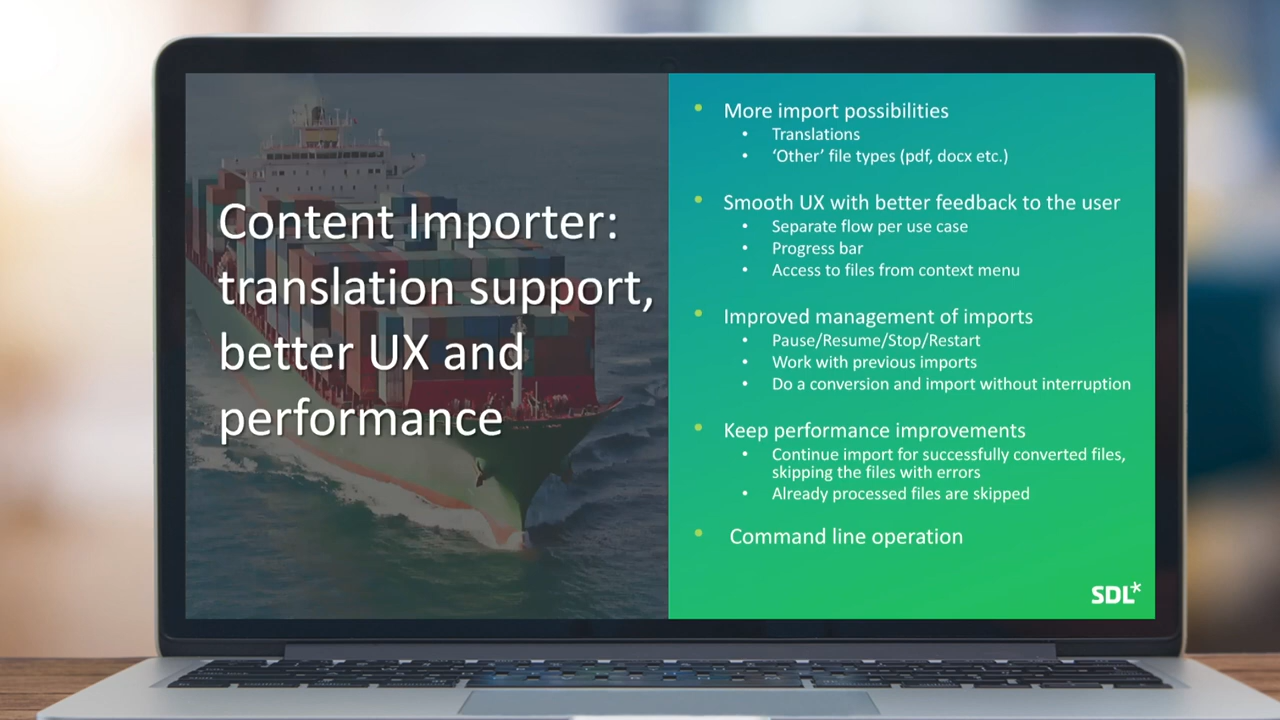 Content Importer:
translation support,
better UX and
performance
• More import possibilities
• Translations
• ‘Other’ file types (pdf, docx etc.)
• Smooth UX with better feedback to the user
• Separate flow per use case
• Progress bar
• Access to files from context menu
• Improved management of imports
• Pause/Resume/Stop/Restart
• Work with previous imports
• Do a conversion and import without interruption
• Keep performance improvements
• Continue import for successfully converted files,
skipping the files with errors
• Already processed files are skipped
• Command line operation
SDL*